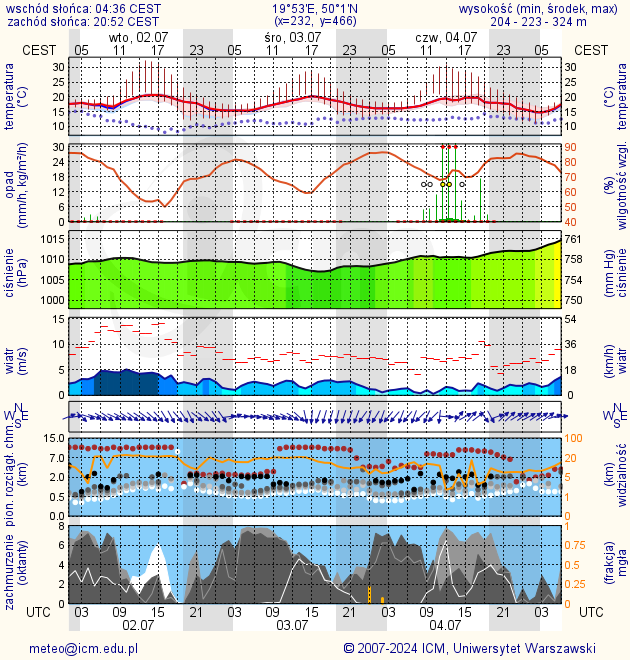 wschód słońca: 04:36 CEST 19°53'E, 50°1'N wysokość (min, środek, max)
zachód słońca: 20:52 CEST (x=232, y=466) 204 - 223 - 324 m
wto, 02.07 śro, 03.07 czw, 04.07
CEST 05 11 17 23 05 11 17 23 05 11 17 23 05 CEST
temperatura (°C)
30
25
20
15
10
30
25
20
15
10
temperatura (°C)
opad (mm/h, kg/m²/h)
30
24
18
12
6
0
90
80
70
60
50
40
(%) wilgotność wzgl.
ciśnienie (hPa)
1015
1010
1005
1000
761
758
754
750
(mm Hg) ciśnienie
wiatr (m/s)
15
10
5
0
54
36
18
0
(km/h) wiatr
N
W E
S
N
W E
S
pion. rozciągł. chm. (km)
15.0
7.0
2.0
0.5
0.0
100
20
5
1
0
(km) widzialność
zachmurzenie (oktanty)
8
6
4
2
0
1
0.75
0.5
0.25
0
(frakcja) mgła
UTC 03 09 15 21 03 09 15 21 03 09 15 21 03 UTC
02.07 03.07 04.07
meteo@icm.edu.pl © 2007-2024 ICM, Uniwersytet Warszawski